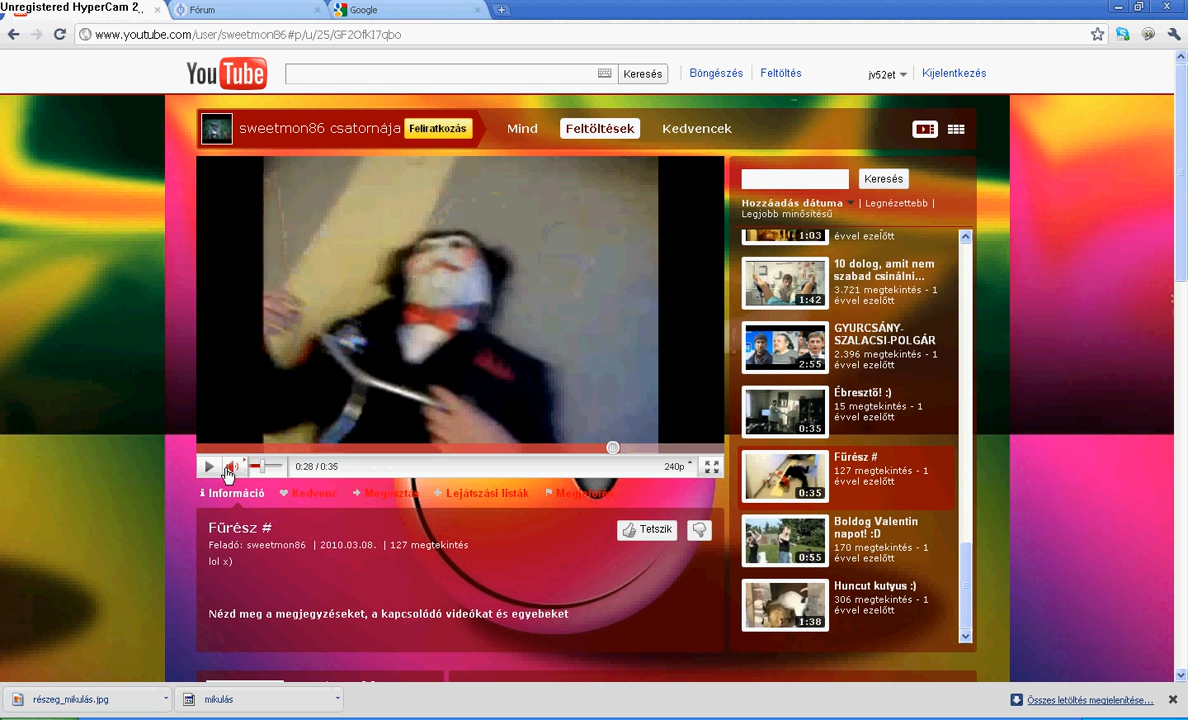 Unregistered HyperCam 2
Fórum
Google
www.youtube.com/user/sweetmon86#p/u/25/GF2OfkI7qbo
YouTube
Keresés
Böngészés
Feltöltés
jv52et
Kijelentkezés
sweetmon86 csatornája
Feliratkozás
Mind
Feltöltések
Kedvencek
Keresés
Hozzáadás dátuma
| Legnézettebb |
Legjobb minősítésű
1:03
évvel ezelőtt
10 dolog, amit nem
szabad csinálni...
3.721 megtekintés - 1
évvel ezelőtt
1:42
GYURCSÁNY-
SZALACSI-POLGÁR
2.396 megtekintés - 1
évvel ezelőtt
2:55
Ébresztő! :)
15 megtekintés - 1
évvel ezelőtt
0:35
Fűrész #
127 megtekintés - 1
évvel ezelőtt
0:35
Boldog Valentin
napot! :D
170 megtekintés - 1
évvel ezelőtt
0:55
Huncut kutyus :)
306 megtekintés - 1
évvel ezelőtt
1:38
0:28 / 0:35
240p
Információ
Kedvenc
Megosztás
Lejátszási listák
Fűrész #
Tetszik
Feladó: sweetmon86 | 2010.03.08. | 127 megtekintés
lol x)
Nézd meg a megjegyzéseket, a kapcsolódó videókat és egyebeket
részeg_mikulás.jpg
mikulás
Összes letöltés megjelenítése...